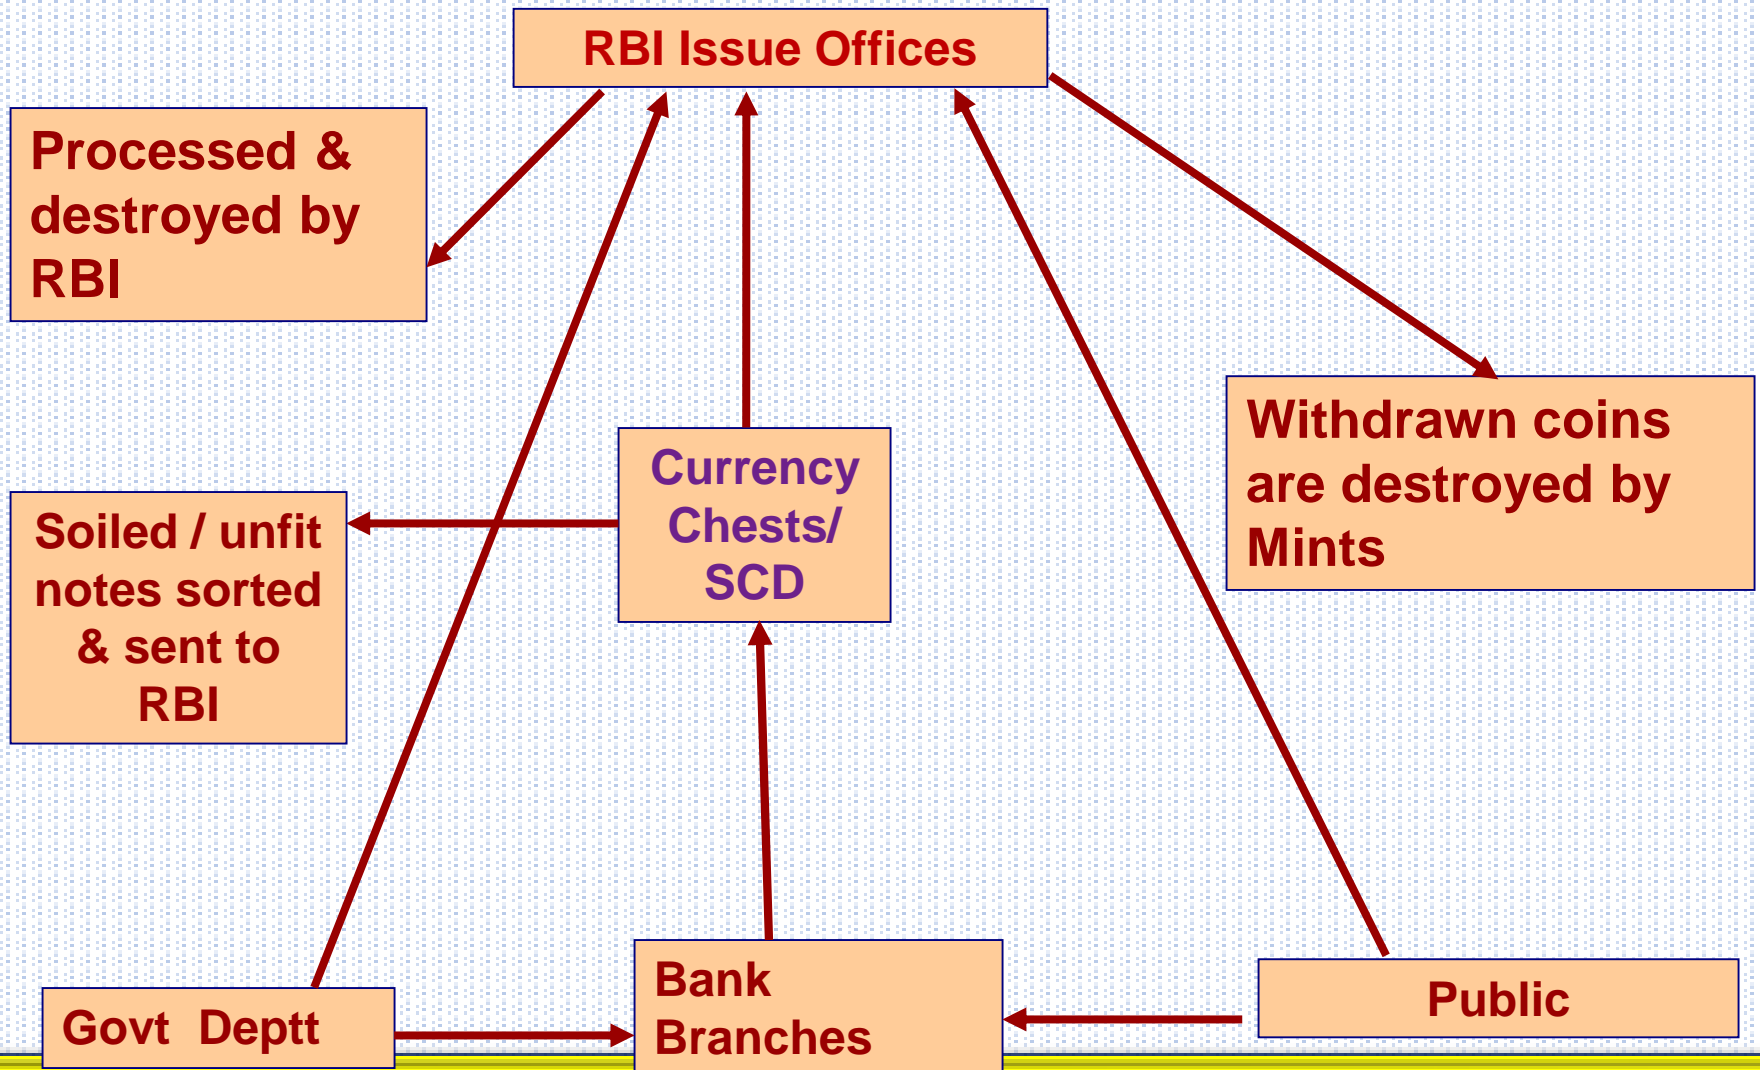 RBI Issue Offices
Processed &
destroyed by
RBI
Withdrawn coins
are destroyed by
Mints
Currency
Chests/
SCD
Soiled / unfit
notes sorted
& sent to
RBI
Govt  Deptt
Bank
Branches
Public